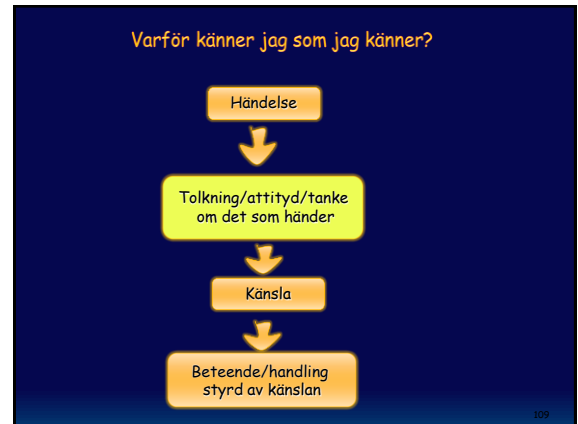 Varför känner jag som jag känner?
Händelse
Tolkning/attityd/tanke
om det som händer
Känsla
Beteende/handling
styrd av känslan
109